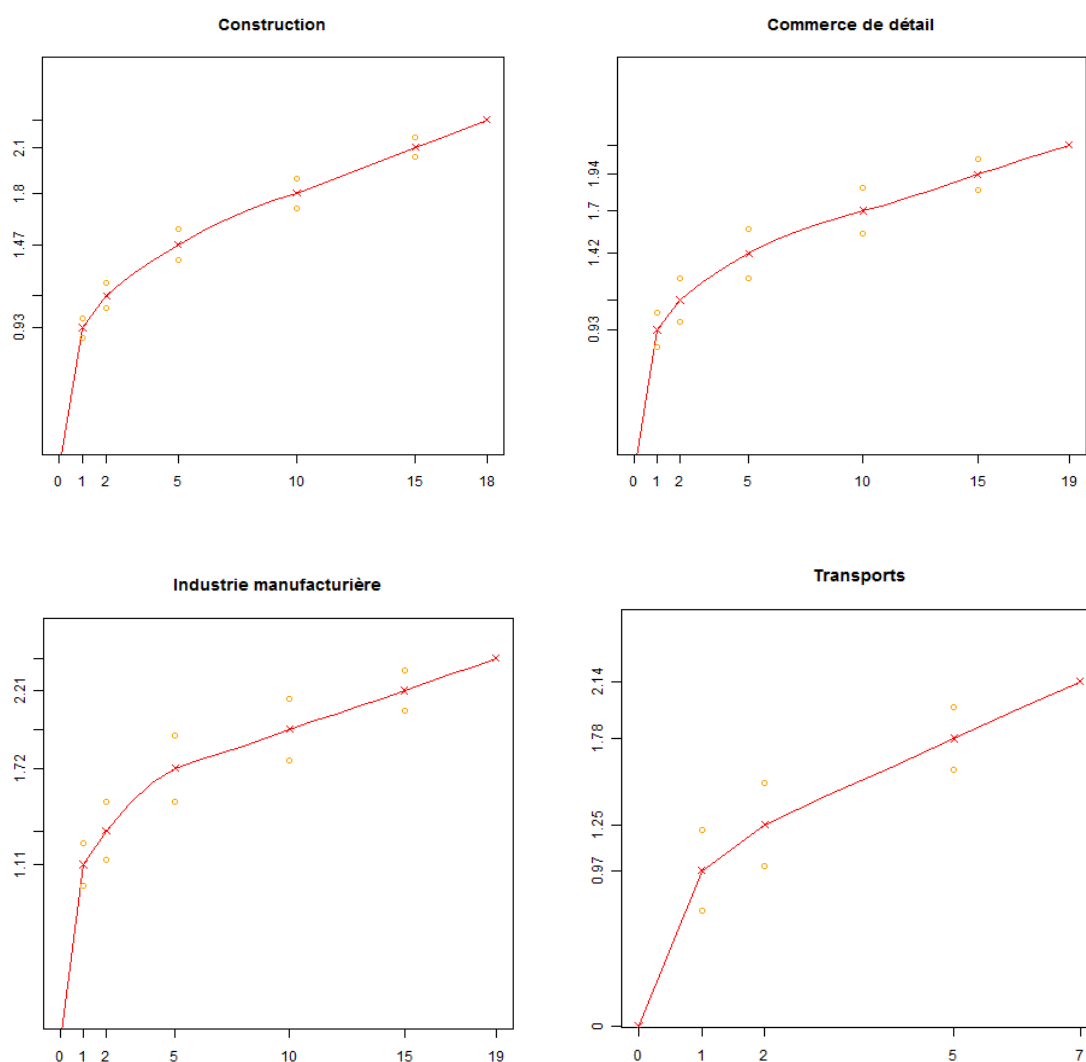 Construction
2.1
1.8
1.47
0.93
0 1 2 5 10 15 18
Commerce de détail
1.94
1.7
1.42
0.93
0 1 2 5 10 15 19
Industrie manufacturière
2.21
1.72
1.11
0 1 2 5 10 15 19
Transports
2.14
1.78
1.25
0.97
0
0 1 2 5 7